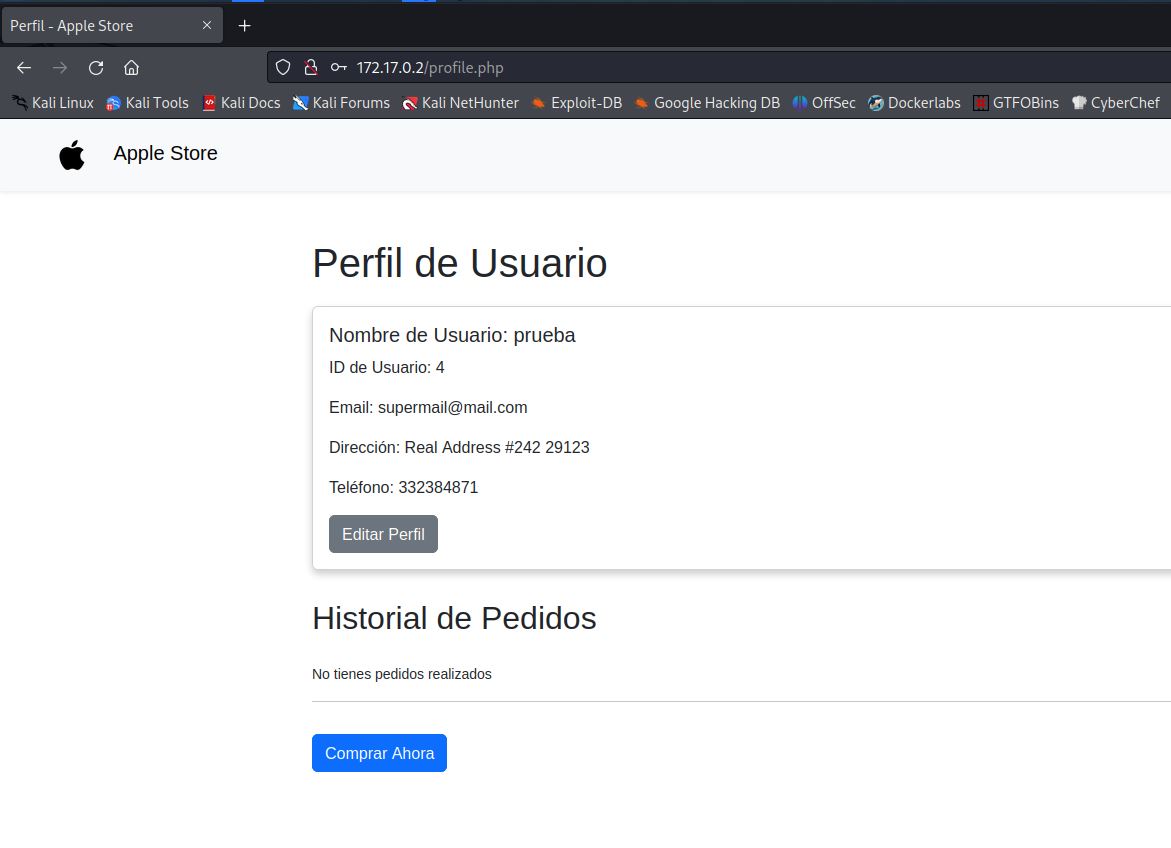 Perfil - Apple Store
172.17.0.2/profile.php
Kali Linux Kali Tools Kali Docs Kali Forums Kali NetHunter Exploit-DB Google Hacking DB OffSec Dockerlabs GTFOBins CyberChef
Apple Store
Perfil de Usuario
Nombre de Usuario: prueba
ID de Usuario: 4
Email: supermail@mail.com
Dirección: Real Address #242 29123
Teléfono: 332384871
Editar Perfil
Historial de Pedidos
No tienes pedidos realizados
Comprar Ahora